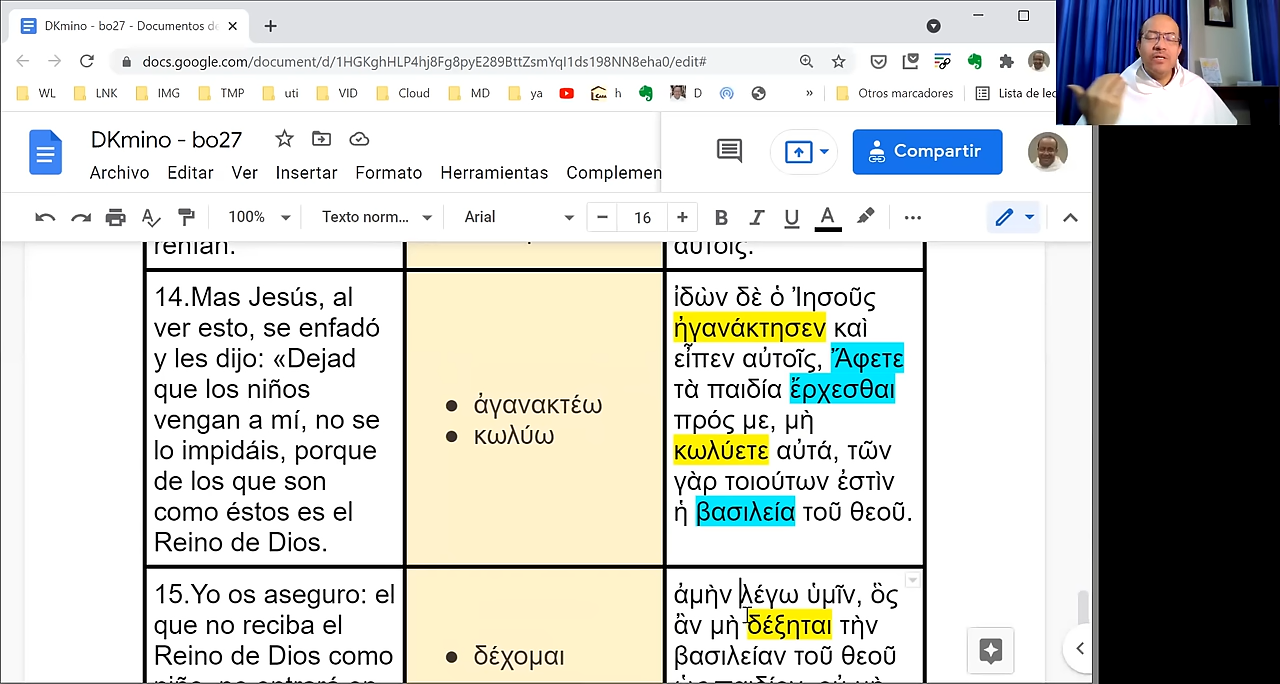 DKmino - bo27 - Documentos de
docs.google.com/document/d/1HGKghHLP4hj8Fg8pyE289BttZsmYqI1ds198NN8eha0/edit#
WL LNK IMG TMP uti VID Cloud MD ya h D » Otros marcadores Lista de lec
DKmino - bo27
Compartir
Archivo Editar Ver Insertar Formato Herramientas Complemen
100% Texto norm... Arial 16 B I U A
reñían.
αὐτοῖς.
14.Mas Jesús, al
ver esto, se enfadó
y les dijo: «Dejad
que los niños
vengan a mí, no se
lo impidáis, porque
de los que son
como éstos es el
Reino de Dios.
ἀγανακτέω
κωλύω
ἰδὼν δὲ ὁ Ἰησοῦς
ἠγανάκτησεν καὶ
εἶπεν αὐτοῖς, Ἄφετε
τὰ παιδία ἔρχεσθαι
πρός με, μὴ
κωλύετε αὐτά, τῶν
γὰρ τοιούτων ἐστὶν
ἡ βασιλεία τοῦ θεοῦ.
15.Yo os aseguro: el
que no reciba el
Reino de Dios como
δέχομαι
ἀμὴν λέγω ὑμῖν, ὃς
ἂν μὴ δέξηται τὴν
βασιλείαν τοῦ θεοῦ